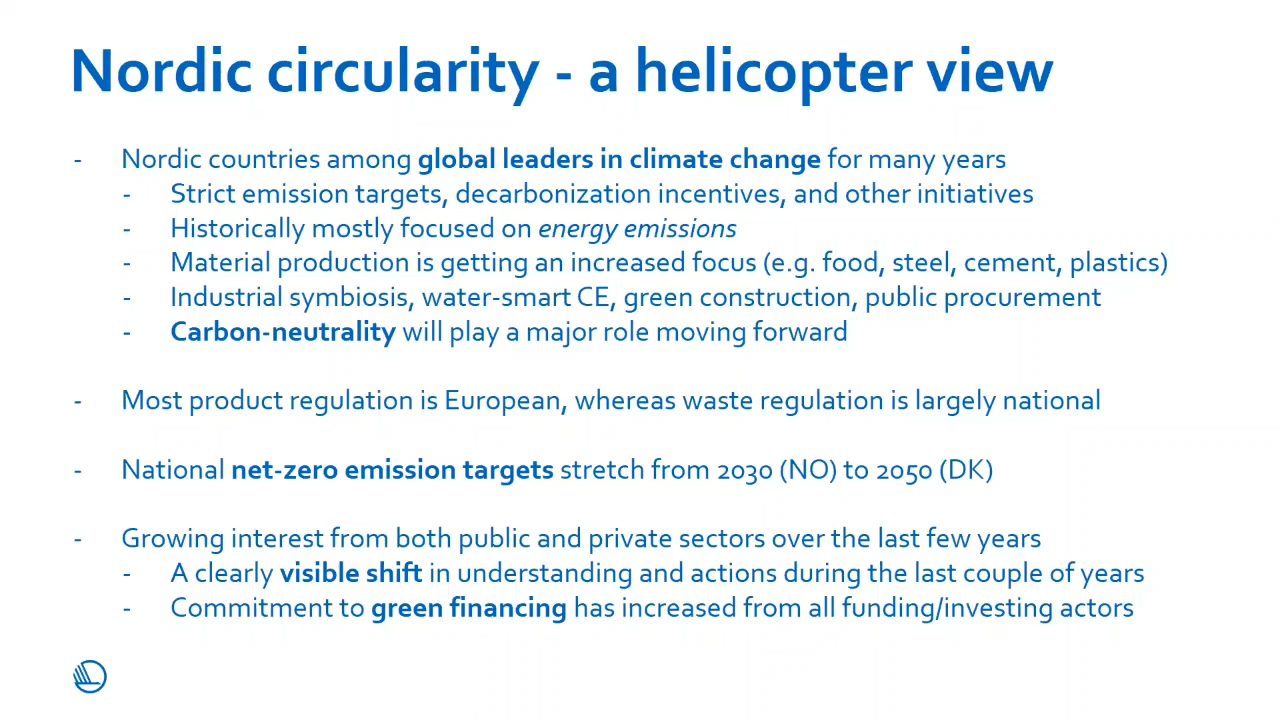 Nordic circularity - a helicopter view
- Nordic countries among global leaders in climate change for many years
- Strict emission targets, decarbonization incentives, and other initiatives
- Historically mostly focused on energy emissions
- Material production is getting an increased focus (e.g. food, steel, cement, plastics)
- Industrial symbiosis, water-smart CE, green construction, public procurement
- Carbon-neutrality will play a major role moving forward
- Most product regulation is European, whereas waste regulation is largely national
- National net-zero emission targets stretch from 2030 (NO) to 2050 (DK)
- Growing interest from both public and private sectors over the last few years
- A clearly visible shift in understanding and actions during the last couple of years
- Commitment to green financing has increased from all funding/investing actors